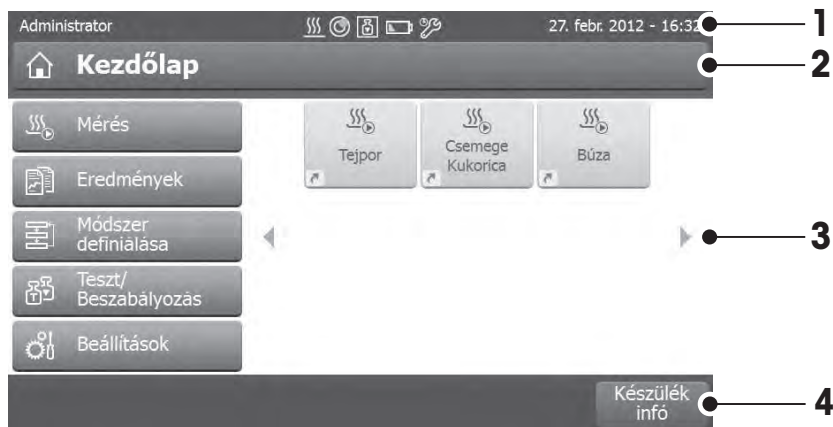 Administrator
27. febr. 2012 - 16:32
1
Kezdőlap
2
Mérés
Eredmények
Módszer
definiálása
Teszt/
Beszabályozás
Beállítások
Tejpor
Csemege
Kukorica
Búza
3
Készülék
infó
4